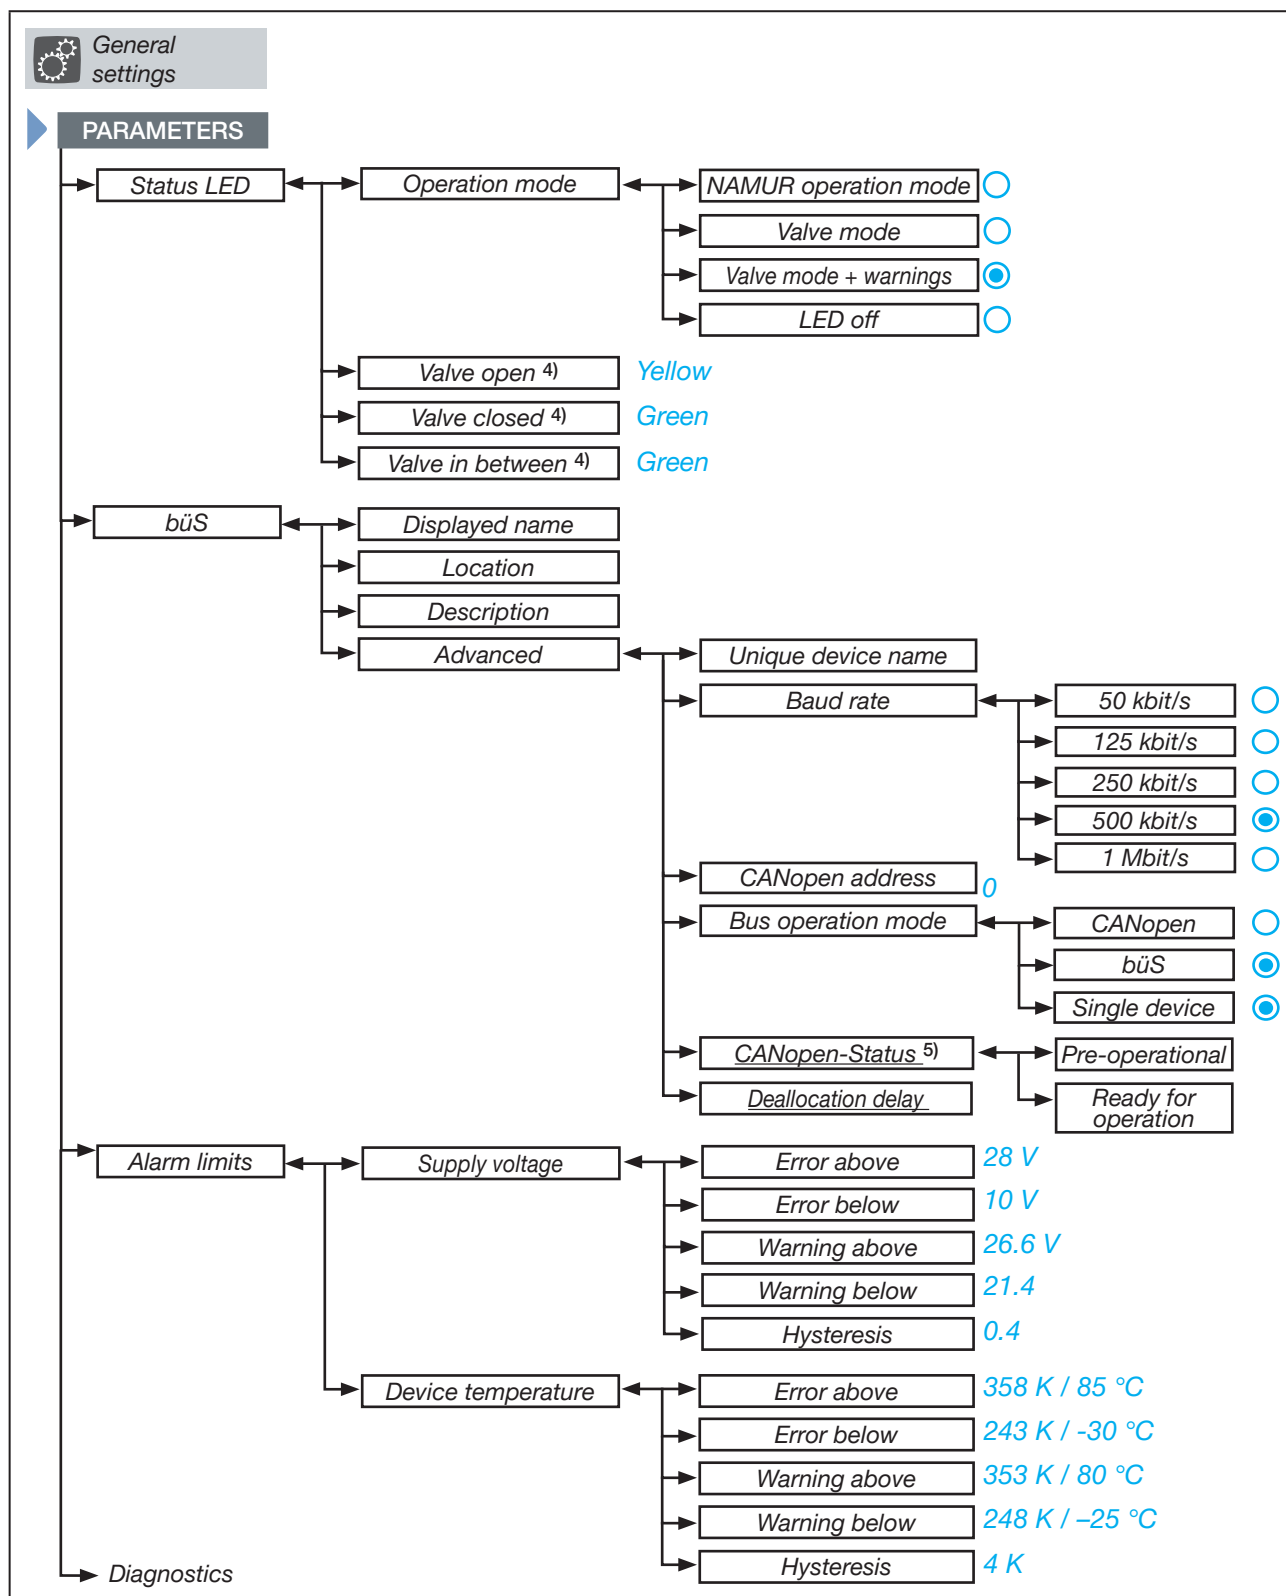 General
settings
PARAMETERS
Status LED
Operation mode
NAMUR operation mode
Valve mode
Valve mode + warnings
LED off
Valve open 4)
Yellow
Valve closed 4)
Green
Valve in between 4)
Green
büS
Displayed name
Location
Description
Advanced
Unique device name
Baud rate
50 kbit/s
125 kbit/s
250 kbit/s
500 kbit/s
1 Mbit/s
CANopen address
0
Bus operation mode
CANopen
büS
Single device
CANopen-Status 5)
Pre-operational
Ready for
operation
Deallocation delay
Alarm limits
Supply voltage
Error above
28 V
Error below
10 V
Warning above
26.6 V
Warning below
21.4
Hysteresis
0.4
Device temperature
Error above
358 K / 85 °C
Error below
243 K / -30 °C
Warning above
353 K / 80 °C
Warning below
248 K / –25 °C
Hysteresis
4 K
Diagnostics